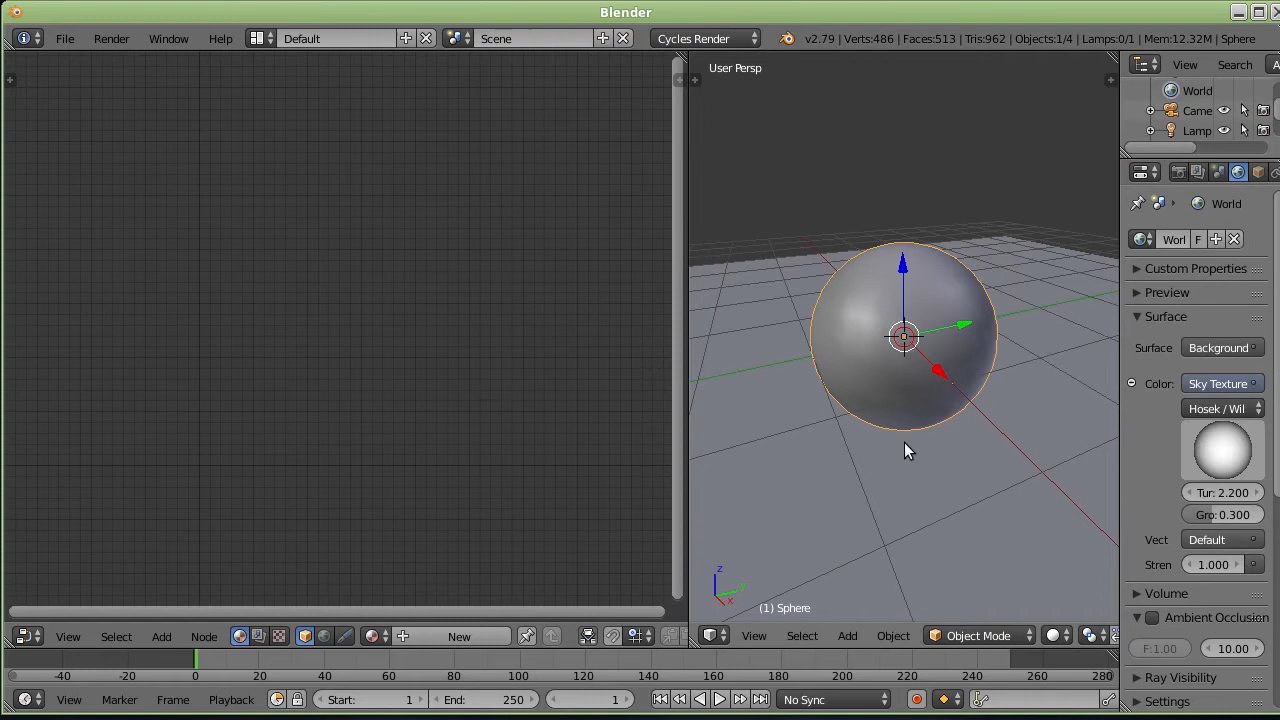 Blender
File Render Window Help Default Scene Cycles Render v2.79 | Verts:486 | Faces:513 | Tris:962 | Objects:1/4 | Lamps:0/1 | Mem:12.32M | Sphere
User Persp
View Search A
World
Came
Lamp
World
Worl F
Custom Properties
Preview
Surface
Surface Background
Color: Sky Texture
Hosek / Wil
Tur: 2.200
Gro: 0.300
Vect Default
Stren 1.000
Volume
Ambient Occlusion
F:1.00 10.00
Ray Visibility
Settings
z
y
x
(1) Sphere
View Select Add Node New
View Select Add Object Object Mode
-40 -20 0 20 40 60 80 100 120 140 160 180 200 220 240 260 280
View Marker Frame Playback Start: 1 End: 250 1 No Sync